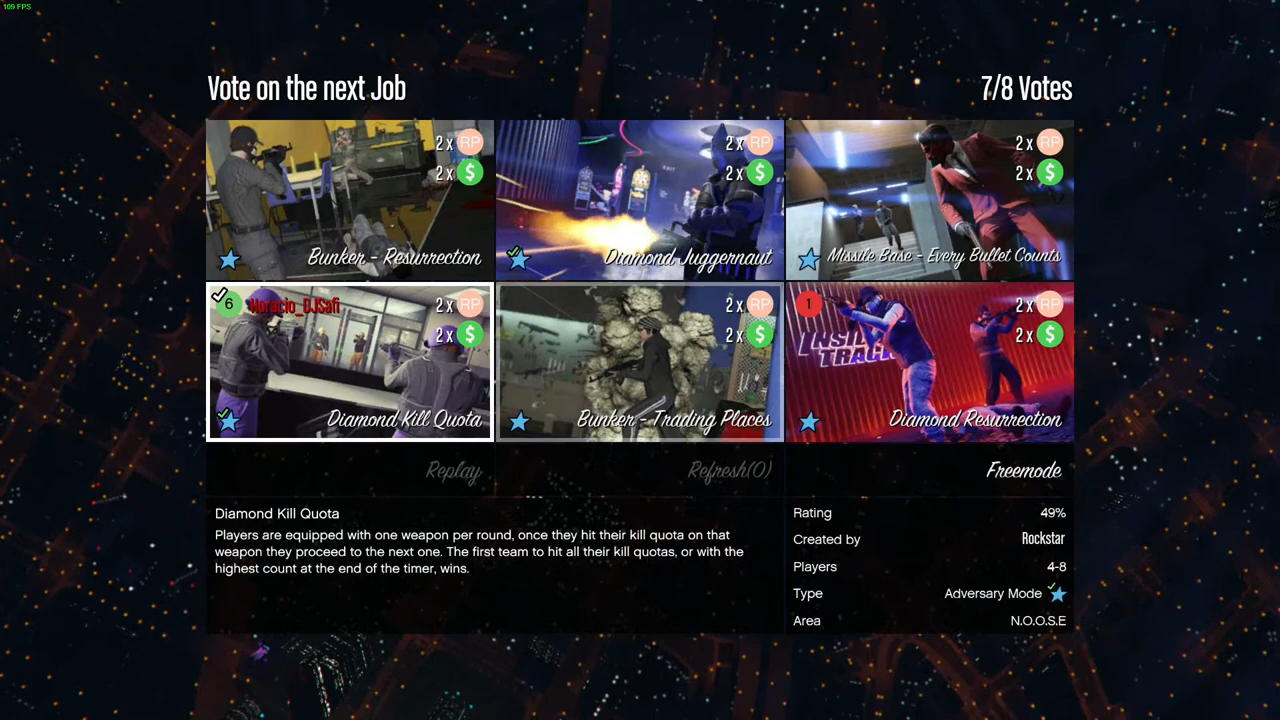 109 FPS
Vote on the next Job
7/8 Votes
2 x RP
2 x $
Bunker - Resurrection
2 x RP
2 x $
Diamond Juggernaut
2 x RP
2 x $
Missile Base - Every Bullet Counts
6
Horacio_DJSafi
2 x RP
2 x $
Diamond Kill Quota
2 x RP
2 x $
Bunker - Trading Places
1
2 x RP
2 x $
INSI
TRACK
Diamond Resurrection
Replay
Refresh(0)
Freemode
Diamond Kill Quota
Players are equipped with one weapon per round, once they hit their kill quota on that
weapon they proceed to the next one. The first team to hit all their kill quotas, or with the
highest count at the end of the timer, wins.
Rating 49%
Created by Rockstar
Players 4-8
Type Adversary Mode
Area N.O.O.S.E